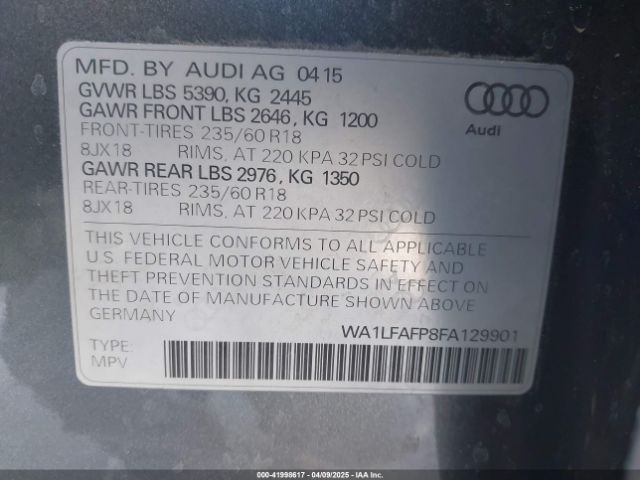 MFD. BY AUDI AG 04 15
GVWR LBS 5390, KG 2445
GAWR FRONT LBS 2646, KG 1200
FRONT-TIRES 235/60 R18
8JX18 RIMS, AT 220 KPA 32 PSI COLD
GAWR REAR LBS 2976, KG 1350
REAR-TIRES 235/60 R18
8JX18 RIMS, AT 220 KPA 32 PSI COLD
Audi
THIS VEHICLE CONFORMS TO ALL APPLICABLE
U.S. FEDERAL MOTOR VEHICLE SAFETY AND
THEFT PREVENTION STANDARDS IN EFFECT ON
THE DATE OF MANUFACTURE SHOWN ABOVE
GERMANY
WA1LFAFP8FA129901
TYPE:
MPV
000-41998617 - 04/09/2025 - IAA Inc.